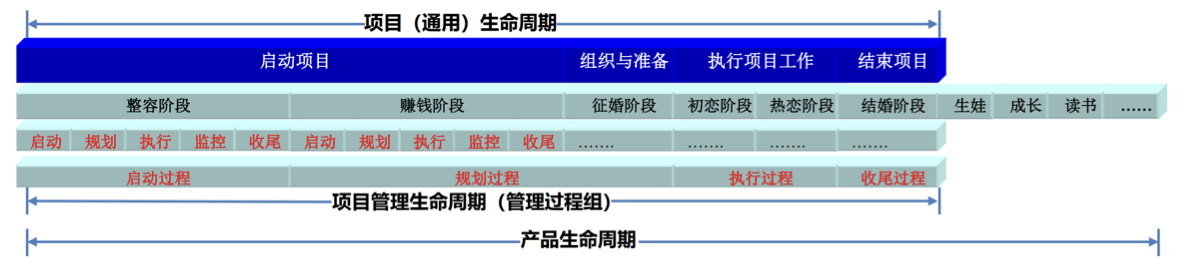 项目（通用）生命周期
启动项目 组织与准备 执行项目工作 结束项目
整容阶段 赚钱阶段 征婚阶段 初恋阶段 热恋阶段 结婚阶段 生娃 成长 读书 ......
启动 规划 执行 监控 收尾 启动 规划 执行 监控 收尾 ....... ....... ....... .......
启动过程 规划过程 执行过程 收尾过程
项目管理生命周期（管理过程组）
产品生命周期